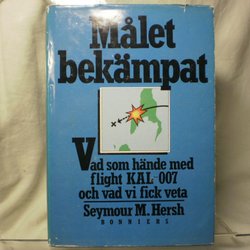 Målet
bekämpat
Vad som hände med
flight KAL-007
och vad vi fick veta
Seymour M. Hersh
BONNIERS